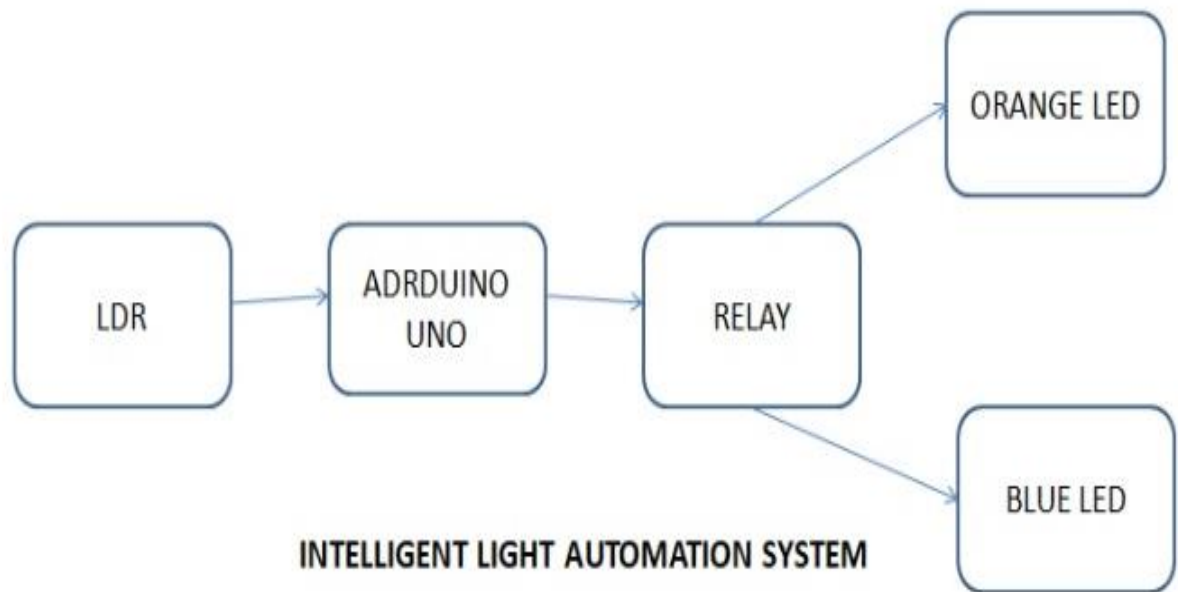 ORANGE LED
LDR
ADRDUINO
UNO
RELAY
BLUE LED
INTELLIGENT LIGHT AUTOMATION SYSTEM